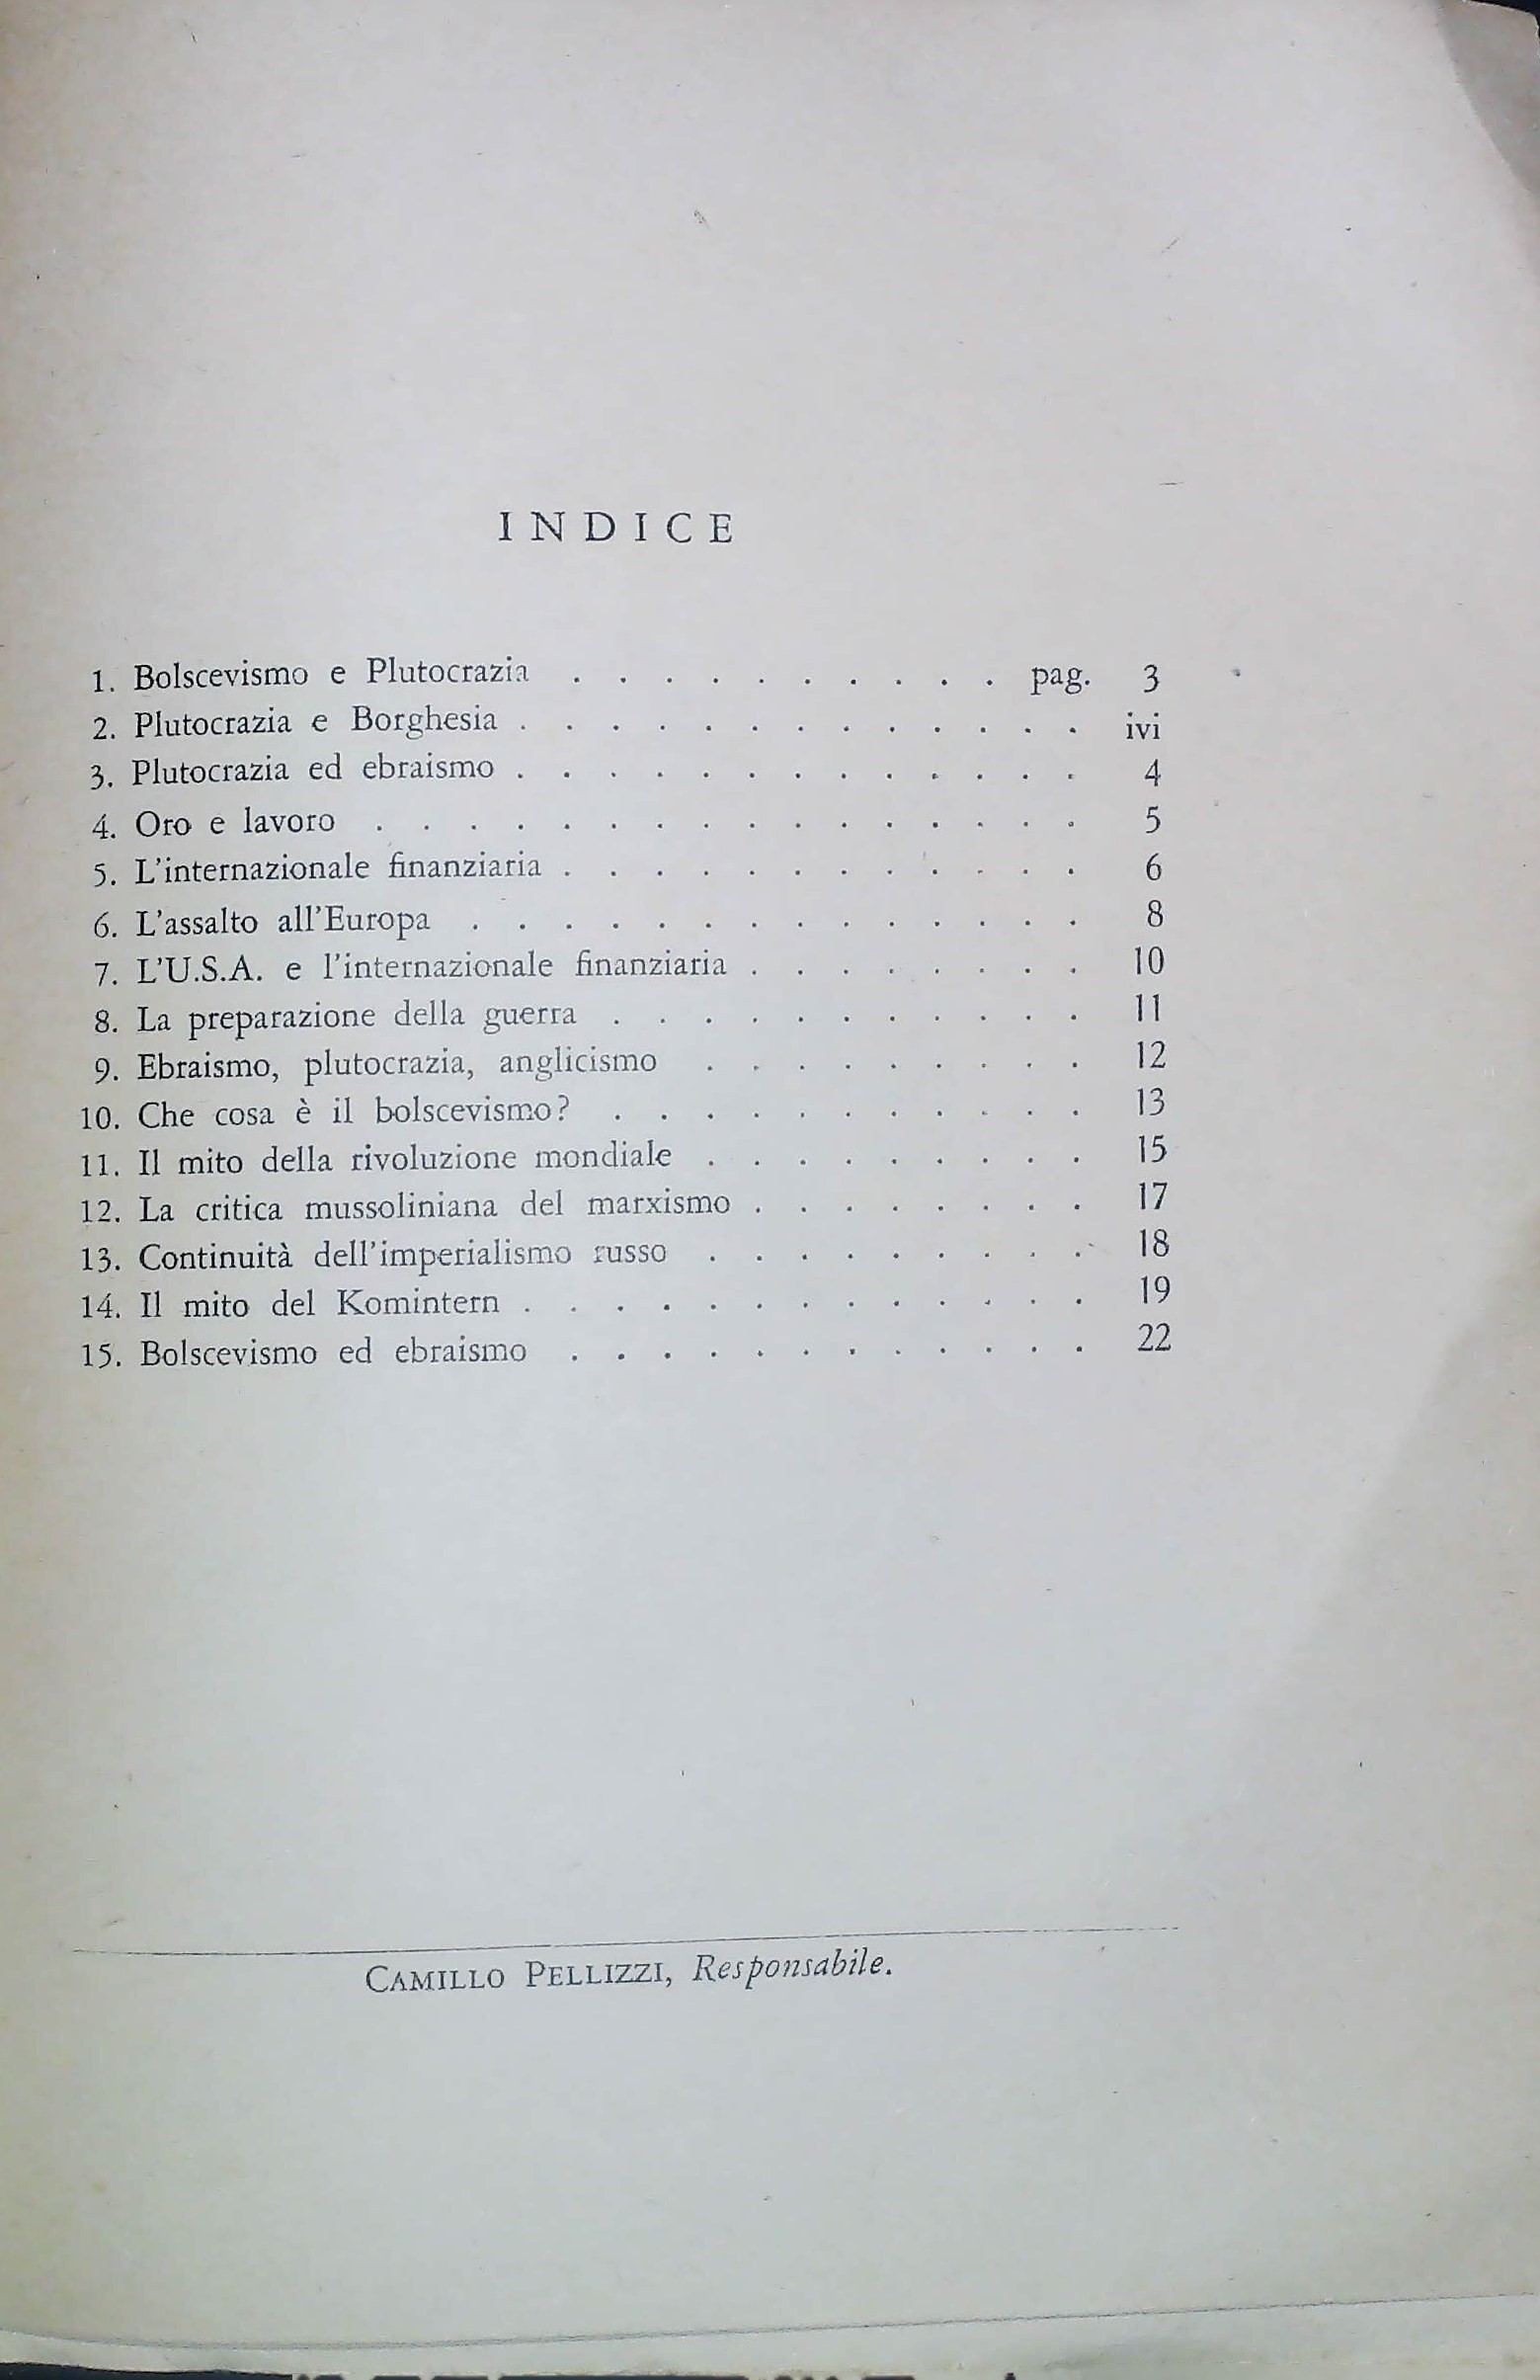 INDICE
1. Bolscevismo e Plutocrazia . . . . . . . . . . pag. 3
2. Plutocrazia e Borghesia . . . . . . . . . . . . . ivi
3. Plutocrazia ed ebraismo . . . . . . . . . . . . . 4
4. Oro e lavoro . . . . . . . . . . . . . . . . 5
5. L'internazionale finanziaria . . . . . . . . . . . . 6
6. L'assalto all'Europa . . . . . . . . . . . . . . 8
7. L'U.S.A. e l'internazionale finanziaria . . . . . . . . 10
8. La preparazione della guerra . . . . . . . . . . . 11
9. Ebraismo, plutocrazia, anglicismo . . . . . . . . . 12
10. Che cosa è il bolscevismo? . . . . . . . . . . . 13
11. Il mito della rivoluzione mondiale . . . . . . . . . 15
12. La critica mussoliniana del marxismo . . . . . . . . 17
13. Continuità dell'imperialismo russo . . . . . . . . . 18
14. Il mito del Komintern . . . . . . . . . . . . . 19
15. Bolscevismo ed ebraismo . . . . . . . . . . . . 22
CAMILLO PELLIZZI, Responsabile.